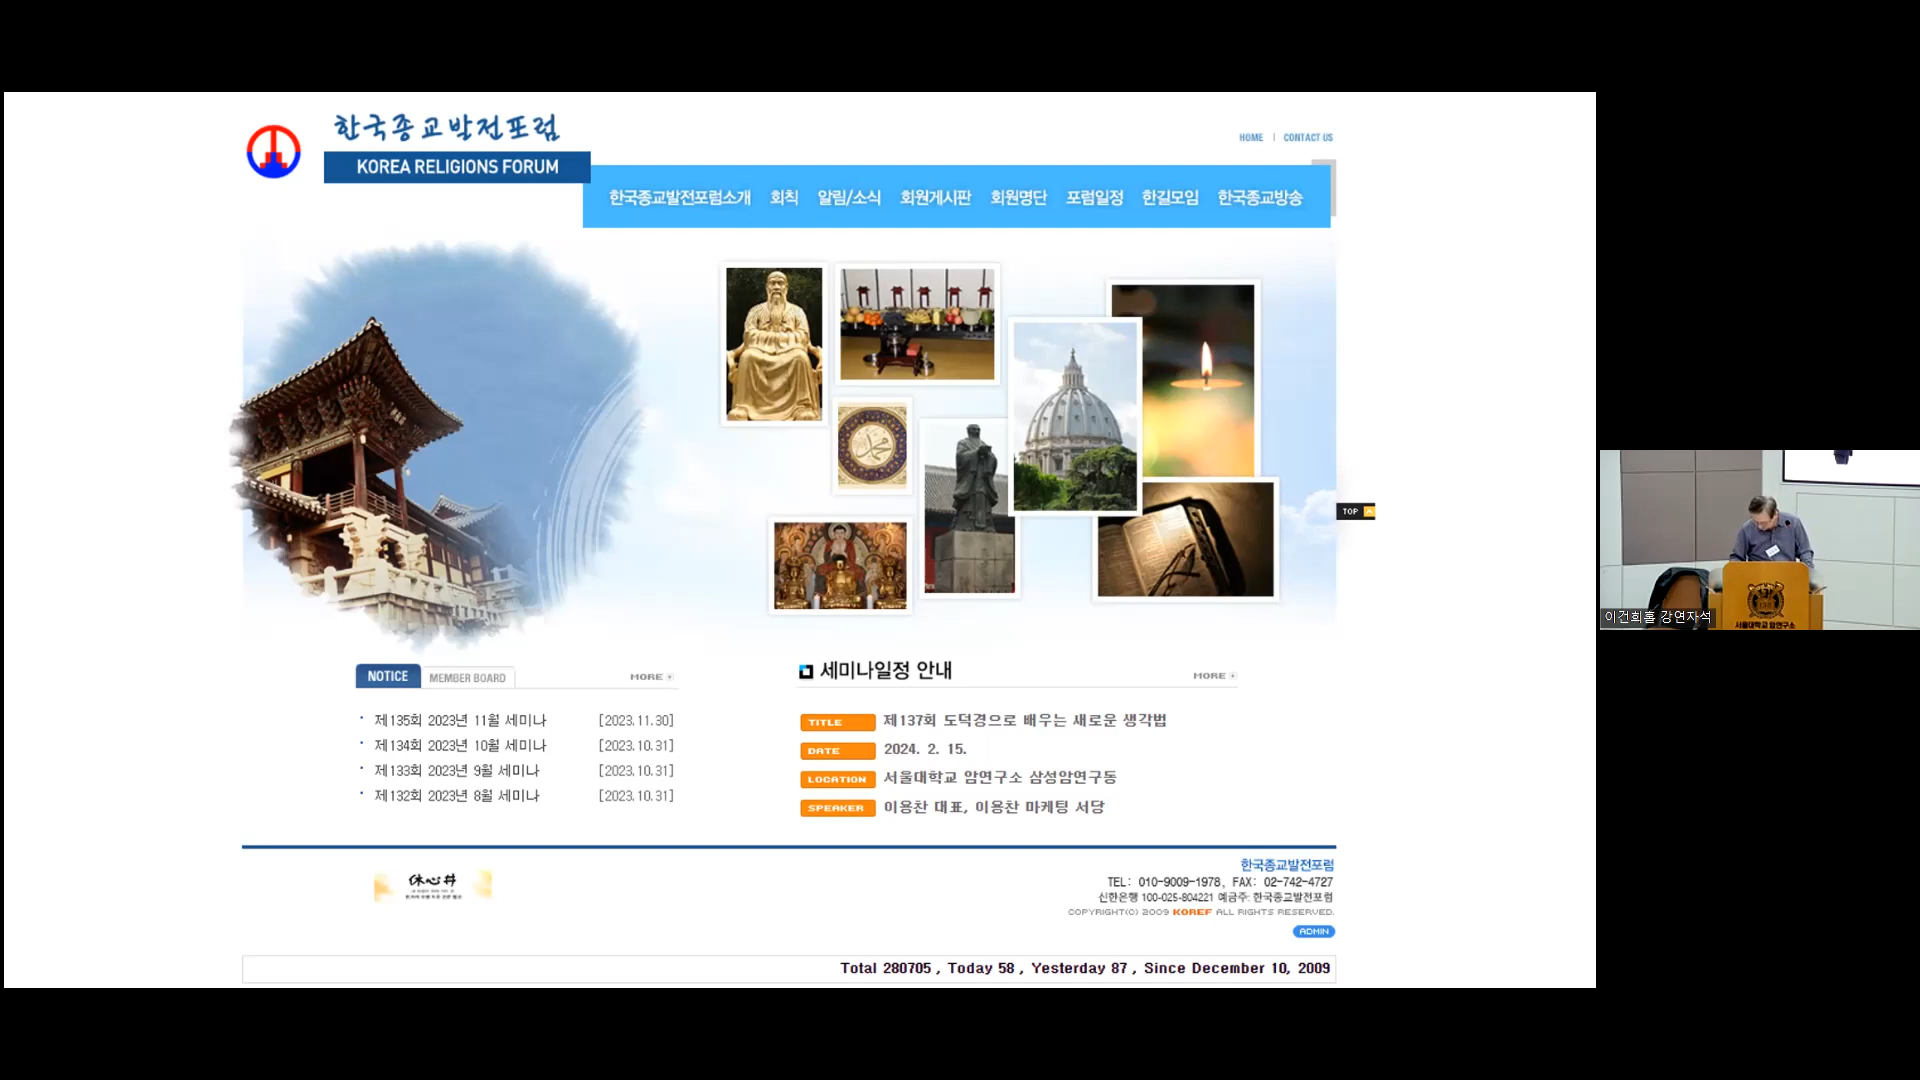 한국종교발전포럼
KOREA RELIGIONS FORUM
HOME | CONTACT US
한국종교발전포럼소개 회칙 알림/소식 회원게시판 회원명단 포럼일정 한길모임 한국종교방송
TOP
이건희홀 강연자석
서울대학교 암연구소
NOTICE MEMBER BOARD MORE
제135회 2023년 11월 세미나 [2023.11.30]
제134회 2023년 10월 세미나 [2023.10.31]
제133회 2023년 9월 세미나 [2023.10.31]
제132회 2023년 8월 세미나 [2023.10.31]
세미나일정 안내 MORE
TITLE 제137회 도덕경으로 배우는 새로운 생각법
DATE 2024. 2. 15.
LOCATION 서울대학교 암연구소 삼성암연구동
SPEAKER 이용찬 대표, 이용찬 마케팅 서당
休心井
한국종교발전포럼
TEL: 010-9009-1978, FAX: 02-742-4727
신한은행 100-025-804221 예금주: 한국종교발전포럼
COPYRIGHT(C) 2009 KOREF ALL RIGHTS RESERVED.
ADMIN
Total 280705 , Today 58 , Yesterday 87 , Since December 10, 2009